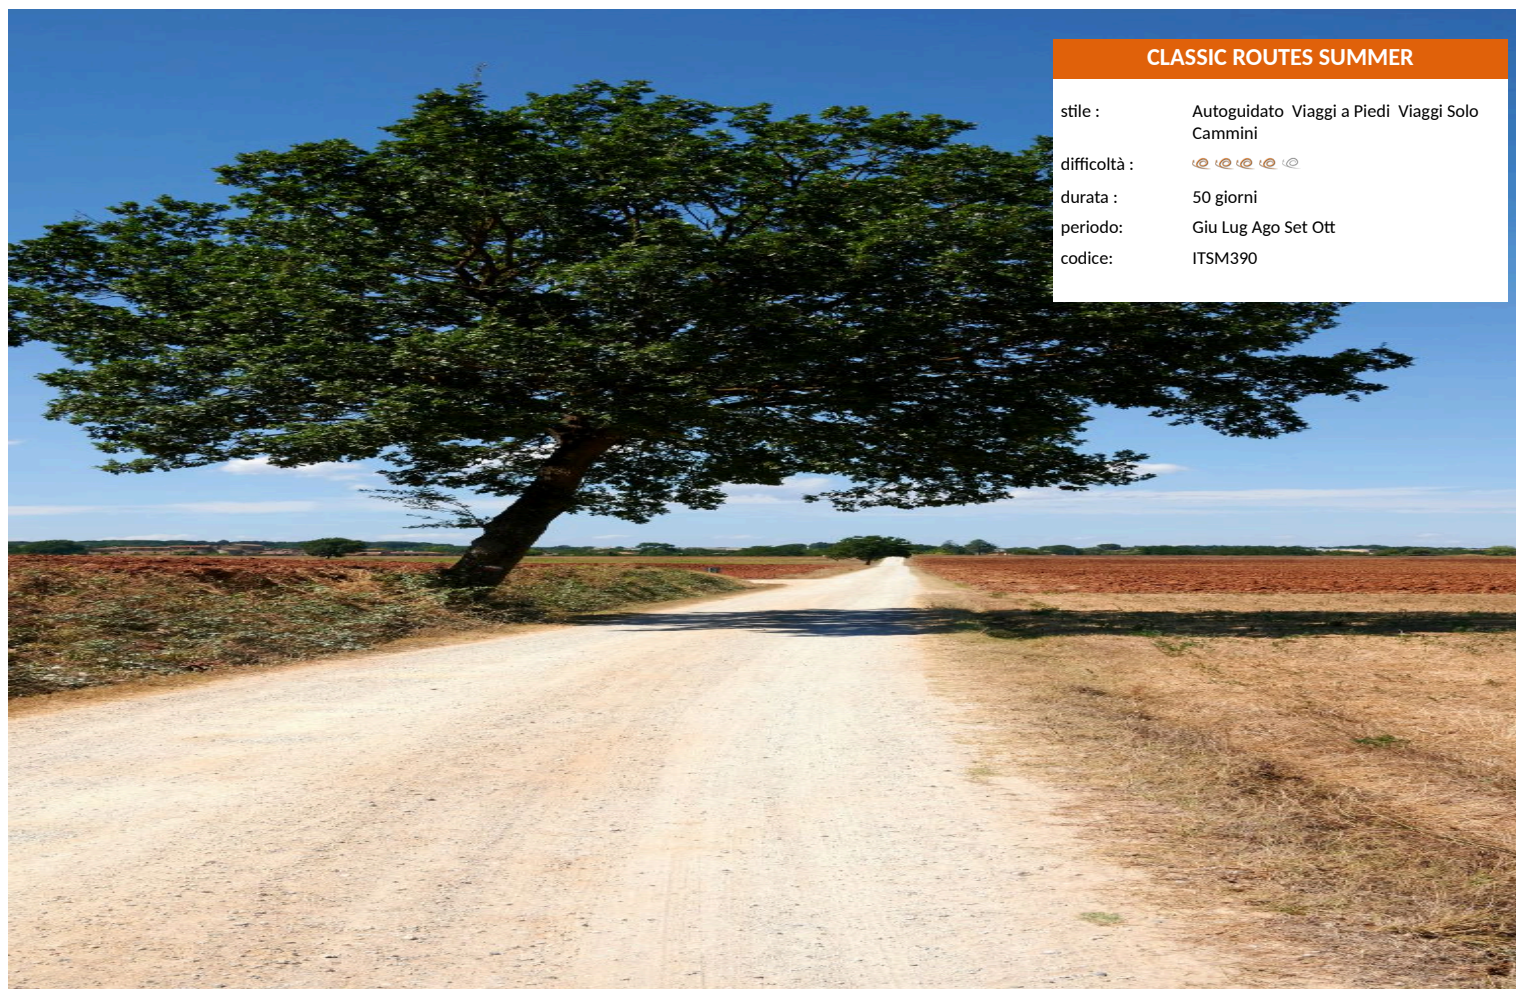 CLASSIC ROUTES SUMMER
stile : Autoguidato Viaggi a Piedi Viaggi Solo
Cammini
difficoltà :
durata : 50 giorni
periodo: Giu Lug Ago Set Ott
codice: ITSM390